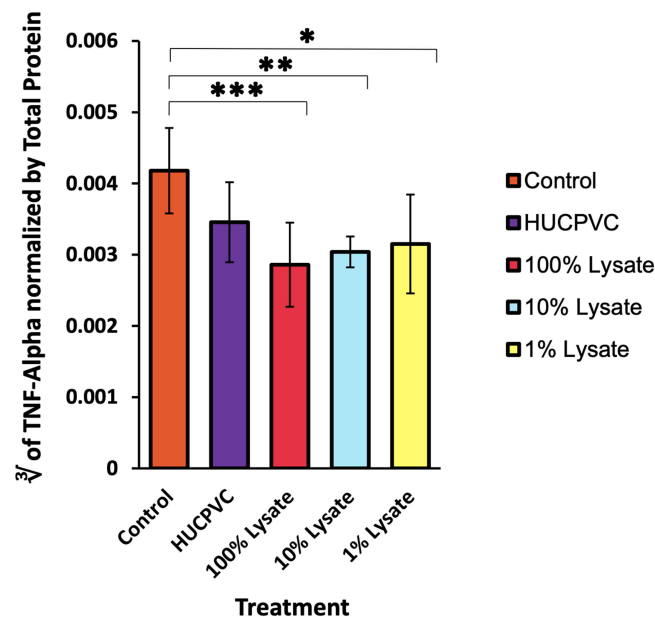 ∛ of TNF-Alpha normalized by Total Protein
0.006
0.005
0.004
0.003
0.002
0.001
0
*
**
***
Control
HUCPVC
100% Lysate
10% Lysate
1% Lysate
Treatment
Control
HUCPVC
100% Lysate
10% Lysate
1% Lysate